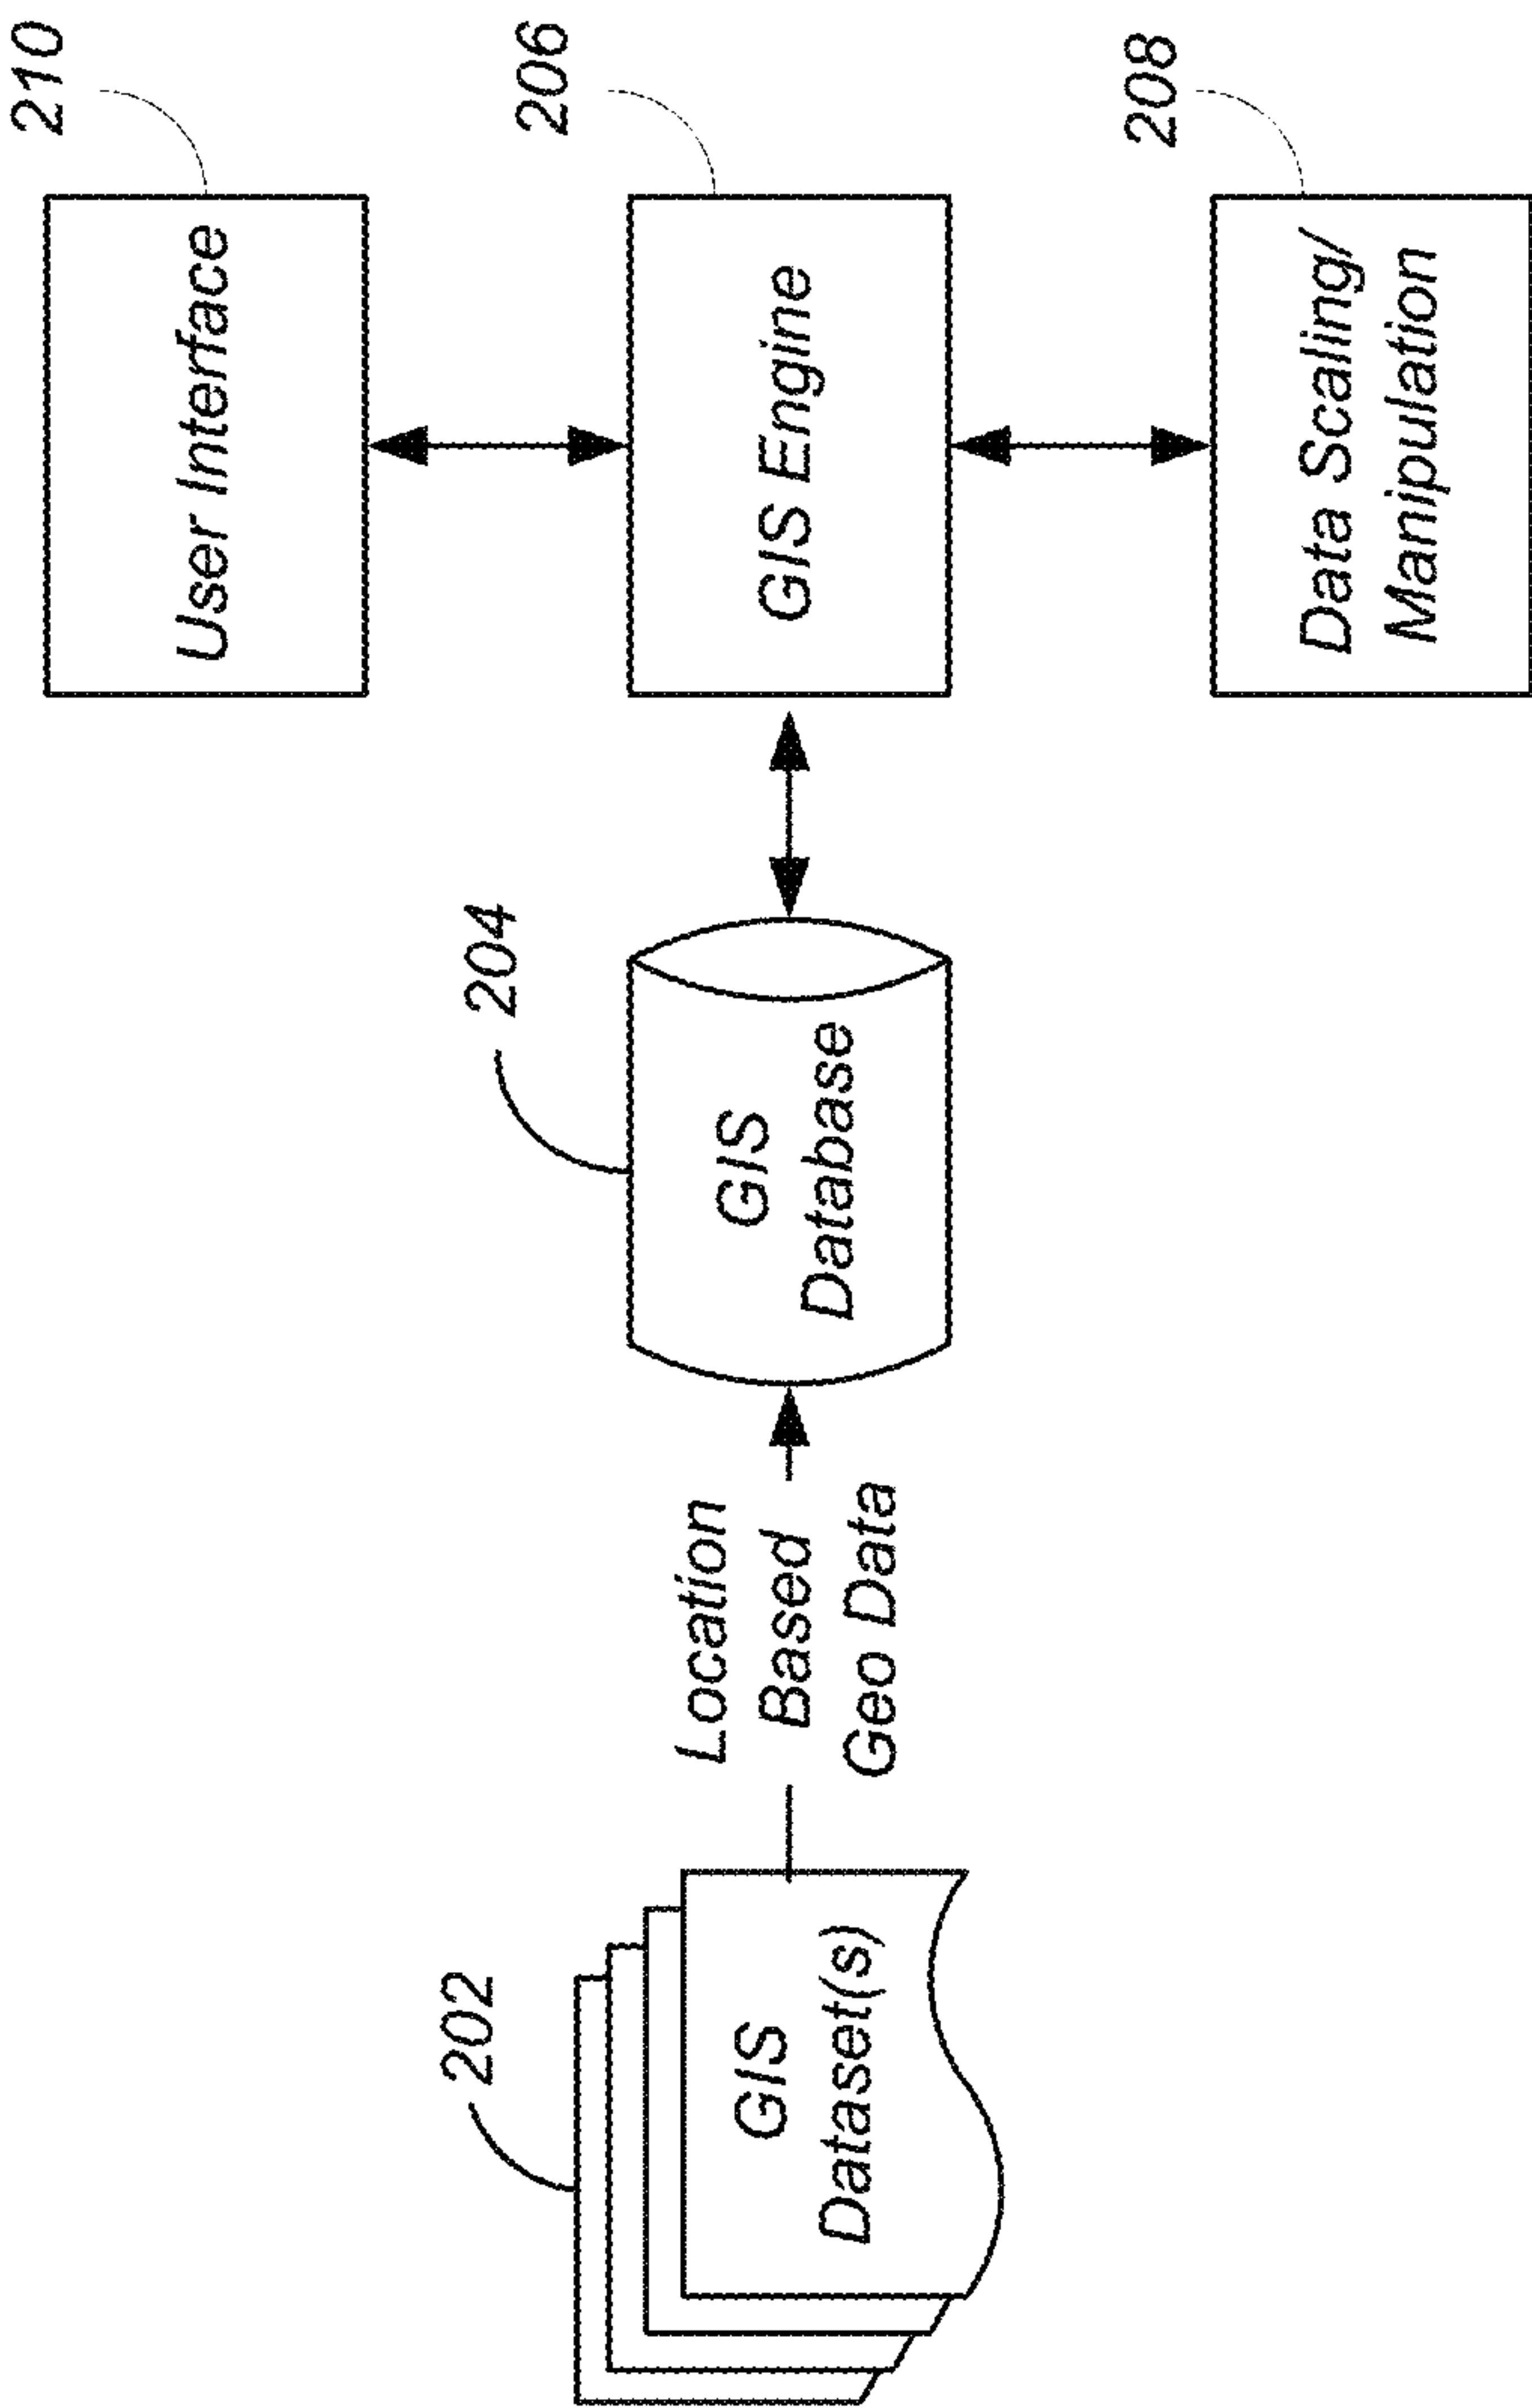 210
User Interface
206
GIS Engine
208
Data Scaling/
Manipulation
204
GIS
Database
Location
Based
Geo Data
202
GIS
Dataset(s)